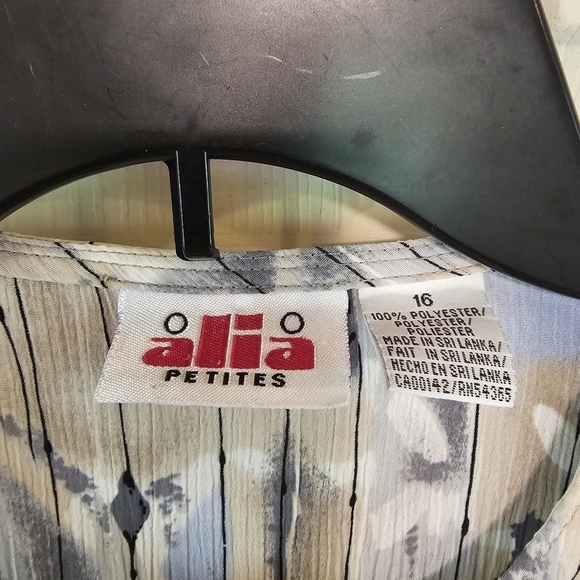 alia
PETITES
16
100% POLYESTER/
POLYESTER/
POLIESTER
MADE IN SRI LANKA/
FAIT IN SRI LANKA/
HECHO EN SRI LANKA
CA00142/RN54365